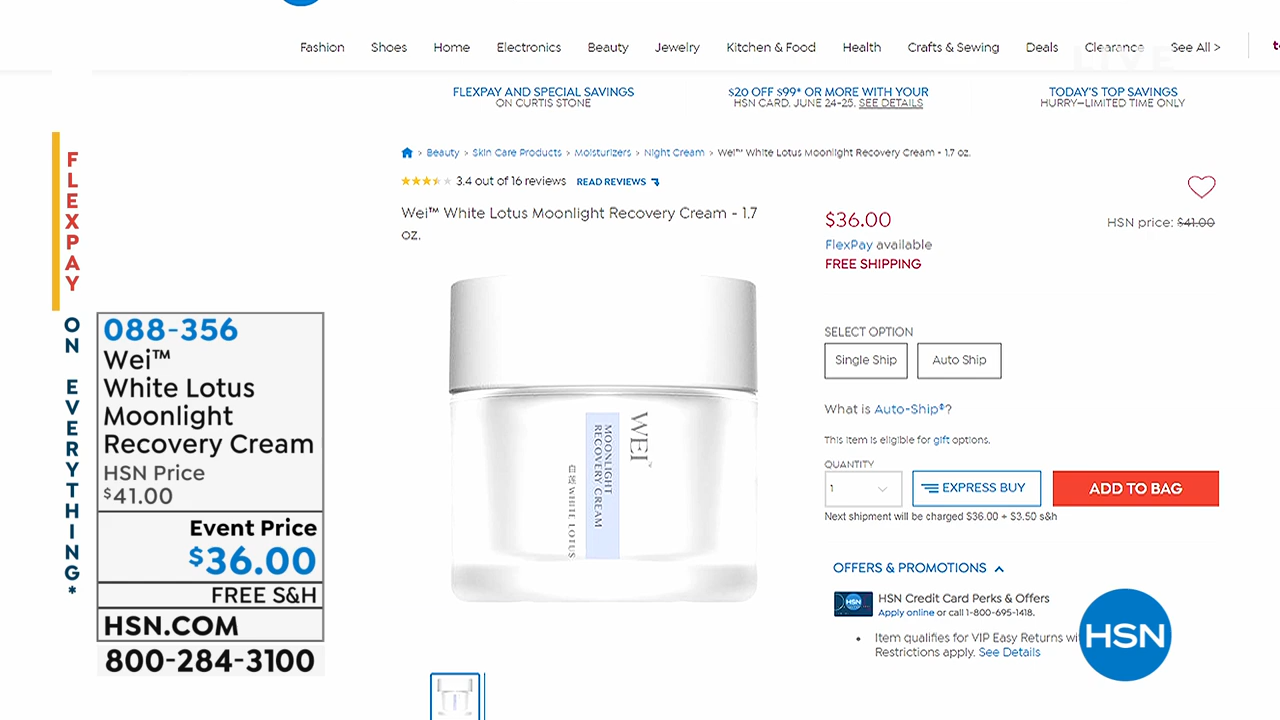 Fashion Shoes Home Electronics Beauty Jewelry Kitchen & Food Health Crafts & Sewing Deals Clearance See All >
LIVE
FLEXPAY AND SPECIAL SAVINGS
ON CURTIS STONE
$20 OFF $99* OR MORE WITH YOUR
HSN CARD. JUNE 24-25. SEE DETAILS
TODAY'S TOP SAVINGS
HURRY—LIMITED TIME ONLY
FLEXPAY
ON EVERYTHING*
088-356
Wei™
White Lotus
Moonlight
Recovery Cream
HSN Price
$41.00
Event Price
$36.00
FREE S&H
HSN.COM
800-284-3100
> Beauty > Skin Care Products > Moisturizers > Night Cream > Wei™ White Lotus Moonlight Recovery Cream - 1.7 oz.
3.4 out of 16 reviews READ REVIEWS
Wei™ White Lotus Moonlight Recovery Cream - 1.7
oz.
WEI™
MOONLIGHT
RECOVERY CREAM
WHITE LOTUS
$36.00
HSN price: $41.00
FlexPay available
FREE SHIPPING
SELECT OPTION
Single Ship Auto Ship
What is Auto-Ship®?
This item is eligible for gift options.
QUANTITY
1 EXPRESS BUY ADD TO BAG
Next shipment will be charged $36.00 + $3.50 s&h
OFFERS & PROMOTIONS
HSN
HSN Credit Card Perks & Offers
Apply online or call 1-800-695-1418.
• Item qualifies for VIP Easy Returns
Restrictions apply. See Details
HSN